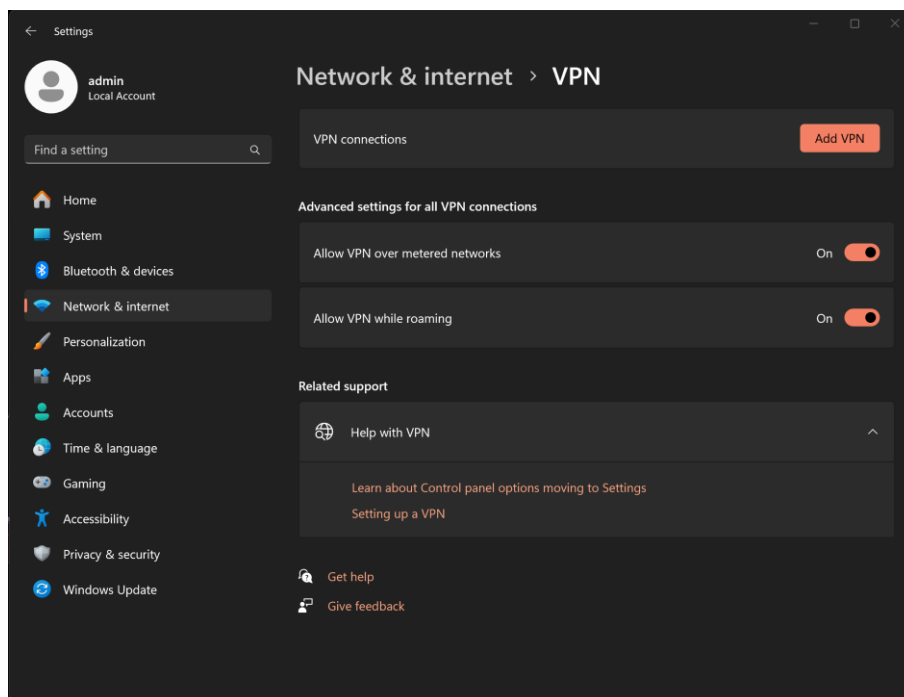 Settings
admin
Local Account
Find a setting
Home
System
Bluetooth & devices
Network & internet
Personalization
Apps
Accounts
Time & language
Gaming
Accessibility
Privacy & security
Windows Update
Network & internet › VPN
VPN connections
Add VPN
Advanced settings for all VPN connections
Allow VPN over metered networks
On
Allow VPN while roaming
On
Related support
Help with VPN
Learn about Control panel options moving to Settings
Setting up a VPN
Get help
Give feedback